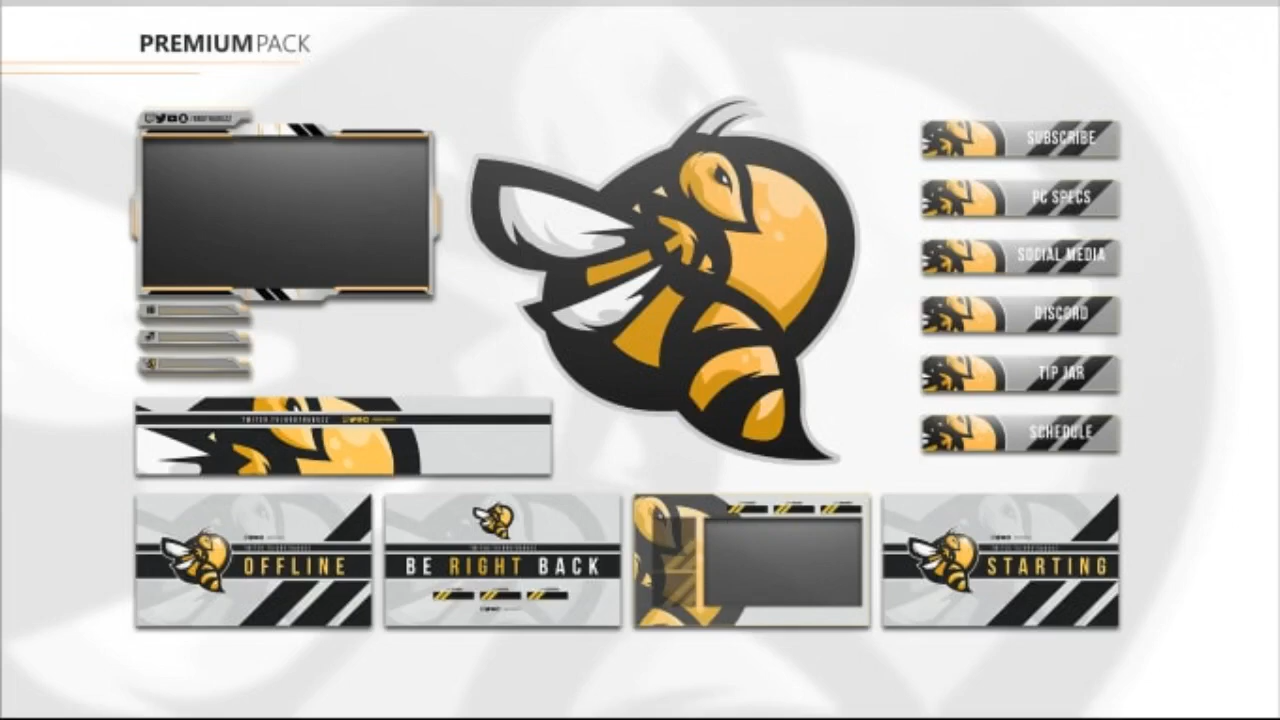 PREMIUMPACK
SUBSCRIBE
PC SPECS
SOCIAL MEDIA
DISCORD
TIP JAR
SCHEDULE
OFFLINE
BE RIGHT BACK
STARTING